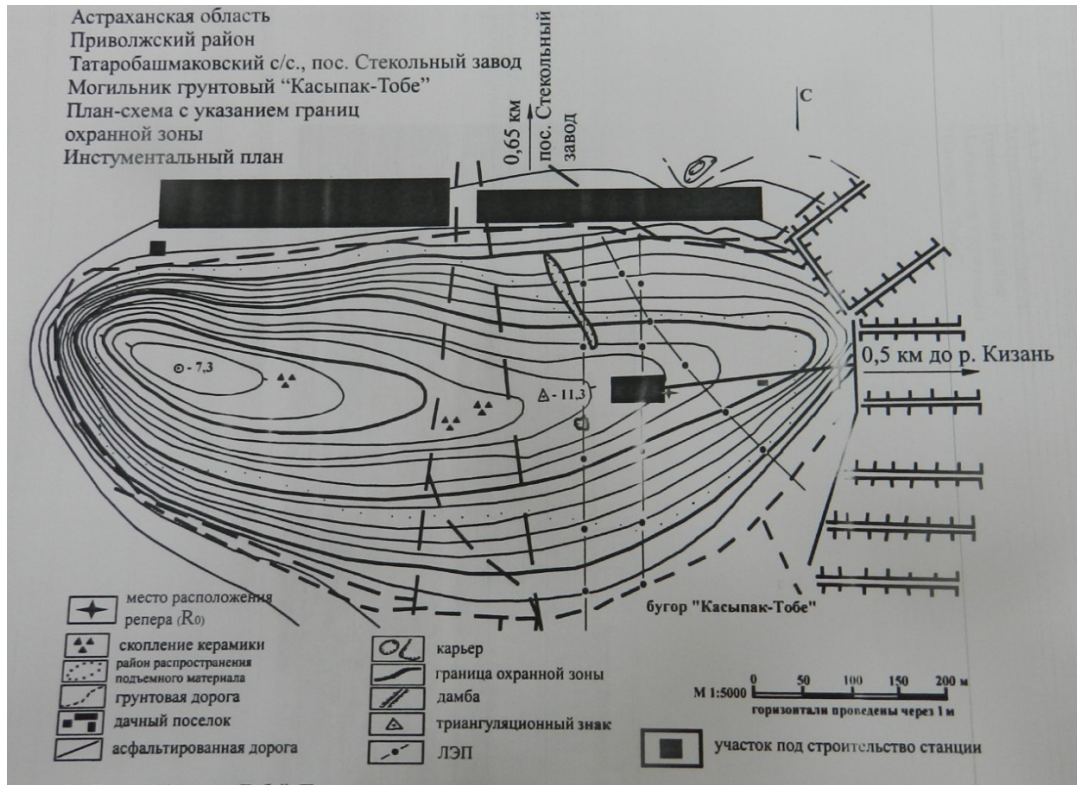 Астраханская область
Приволжский район
Татаробашмаковский с/с., пос. Стекольный завод
Могильник грунтовый “Касыпак-Тобе”
План-схема с указанием границ
охранной зоны
Инстументальный план
0,65 км
пос. Стекольный
завод
С
- 7,3
- 11,3
0,5 км до р. Кизань
бугор "Касыпак-Тобе"
место расположения
репера (R0)
скопление керамики
район распространения
подъемного материала
грунтовая дорога
дачный поселок
асфальтированная дорога
карьер
граница охранной зоны
дамба
триангуляционный знак
ЛЭП
М 1:5000
0 50 100 150 200 м
горизонтали проведены через 1 м
участок под строительство станции